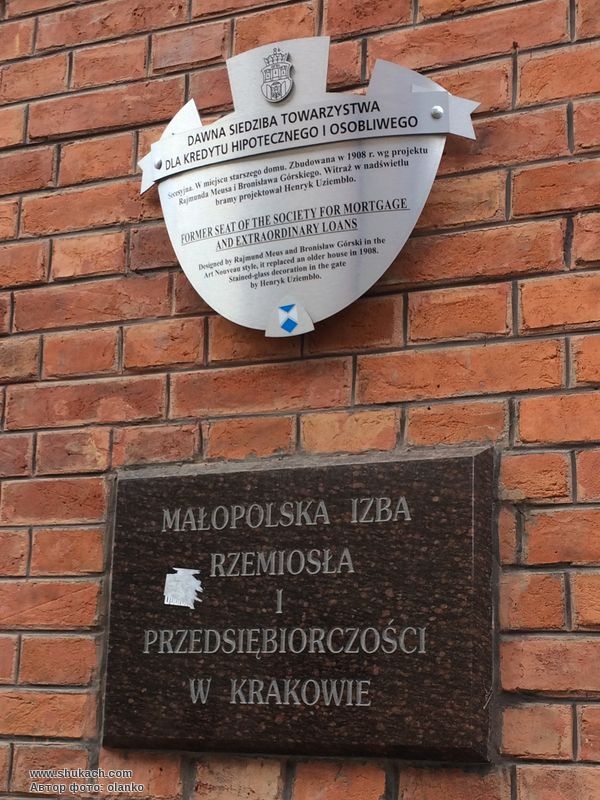 DAWNA SIEDZIBA TOWARZYSTWA
DLA KREDYTU HIPOTECZNEGO I OSOBLIWEGO
Secesyjna. W miejscu starszego domu. Zbudowana w 1908 r. wg projektu
Rajmunda Meusa i Bronisława Górskiego. Witraż w nadświetlu
bramy projektował Henryk Uziembło.
FORMER SEAT OF THE SOCIETY FOR MORTGAGE
AND EXTRAORDINARY LOANS
Designed by Rajmund Meus and Bronisław Górski in the
Art Nouveau style, it replaced an older house in 1908.
Stained-glass decoration in the gate
by Henryk Uziembło.
MAŁOPOLSKA IZBA
RZEMIOSŁA
I
PRZEDSIĘBIORCZOŚCI
W KRAKOWIE
www.shukach.com
Автор фото: olanko